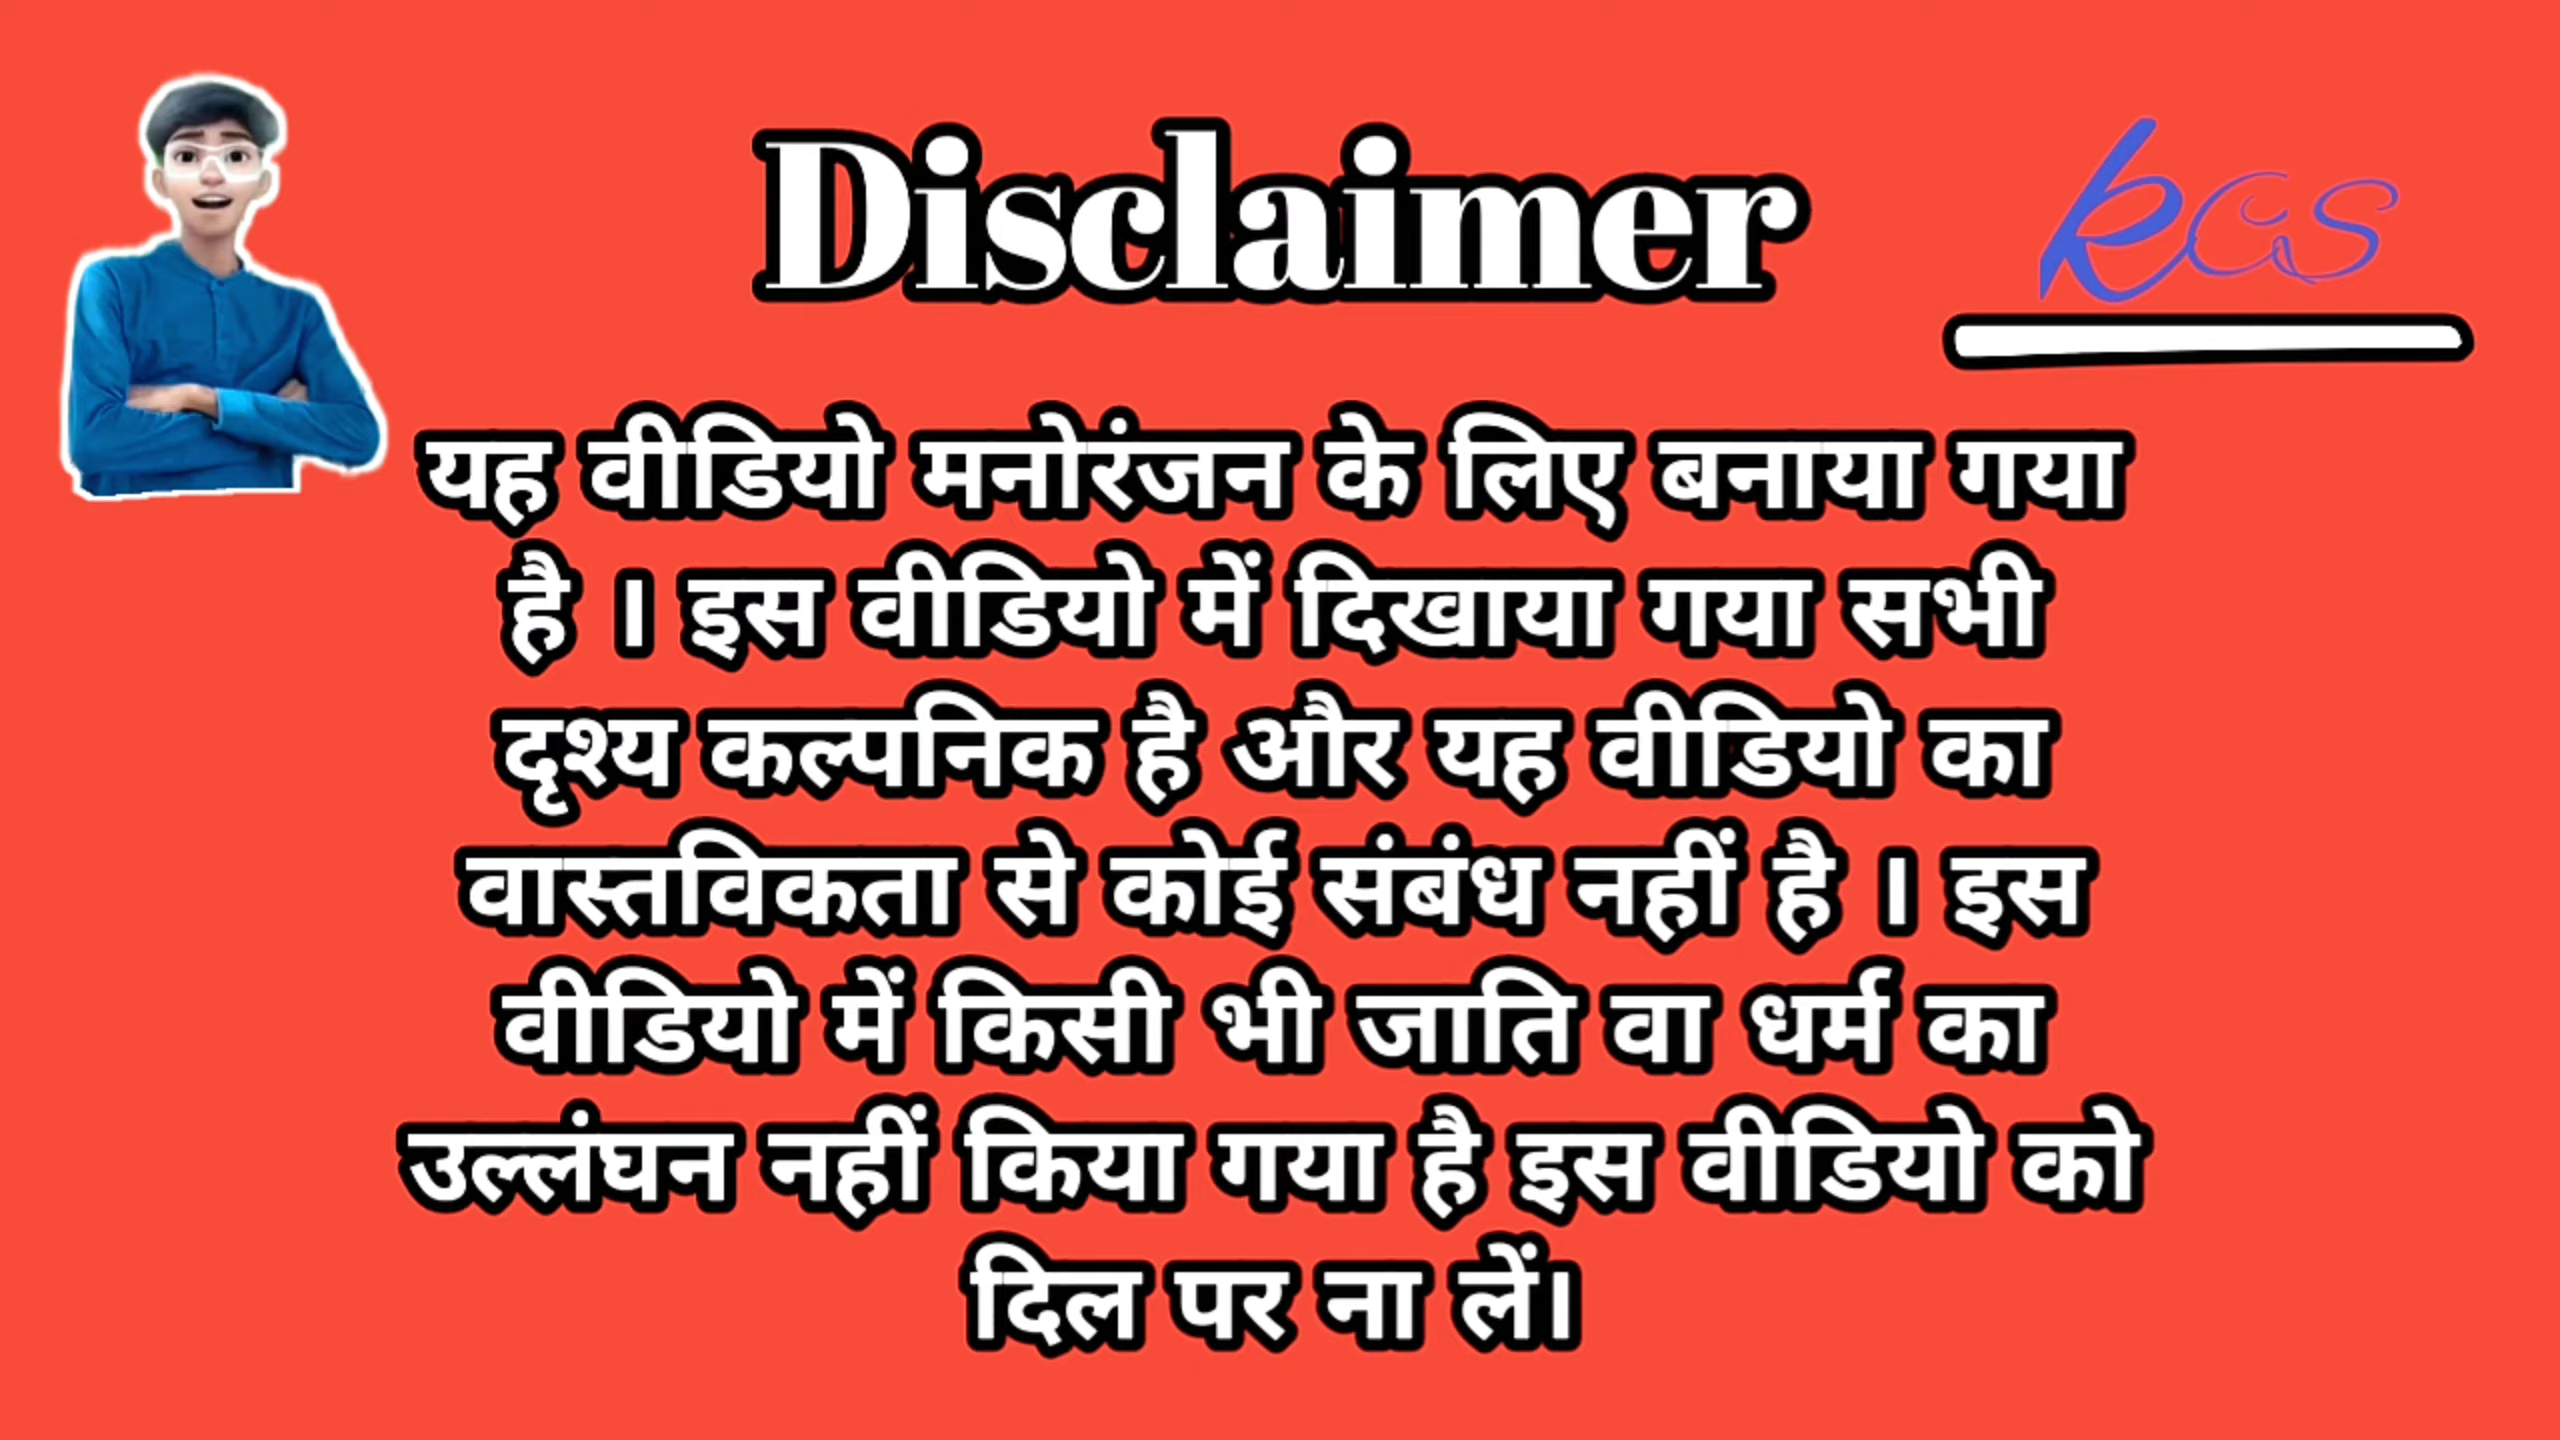 Disclaimer
kcs
यह वीडियो मनोरंजन के लिए बनाया गया
है । इस वीडियो में दिखाया गया सभी
दृश्य कल्पनिक है और यह वीडियो का
वास्तविकता से कोई संबंध नहीं है । इस
वीडियो में किसी भी जाति वा धर्म का
उल्लंघन नहीं किया गया है इस वीडियो को
दिल पर ना लें।